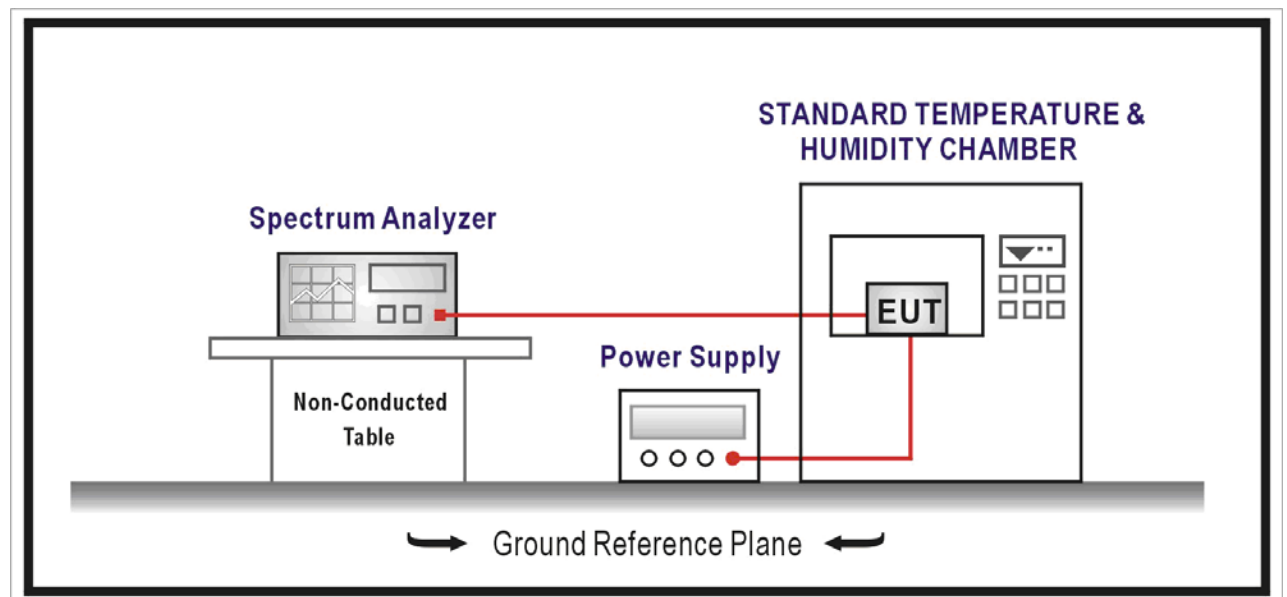 STANDARD TEMPERATURE &
HUMIDITY CHAMBER
Spectrum Analyzer
EUT
Power Supply
Non-Conducted
Table
Ground Reference Plane